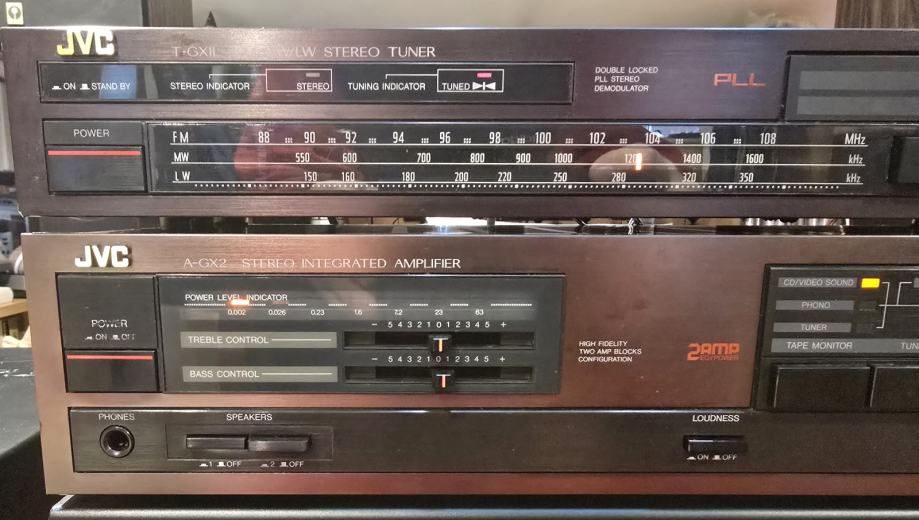 JVC
T-GX1L W/LW STEREO TUNER
ON STAND BY
STEREO INDICATOR STEREO TUNING INDICATOR TUNED
DOUBLE LOCKED
PLL STEREO
DEMODULATOR
PLL
POWER
FM 88 90 92 94 96 98 100 102 104 106 108 MHz
MW 550 600 700 800 900 1000 1400 1600 kHz
LW 150 160 180 200 220 250 280 320 350 kHz
JVC
A-GX2 STEREO INTEGRATED AMPLIFIER
POWER
ON OFF
POWER LEVEL INDICATOR
0.002 0.026 0.23 1.6 7.2 23 63
- 5 4 3 2 1 0 1 2 3 4 5 +
TREBLE CONTROL
- 5 4 3 2 1 0 1 2 3 4 5 +
BASS CONTROL
HIGH FIDELITY
TWO AMP BLOCKS
CONFIGURATION
2AMP
CD/VIDEO SOUND
PHONO
TUNER
TAPE MONITOR TUN
PHONES
SPEAKERS
1 OFF 2 OFF
LOUDNESS
ON OFF